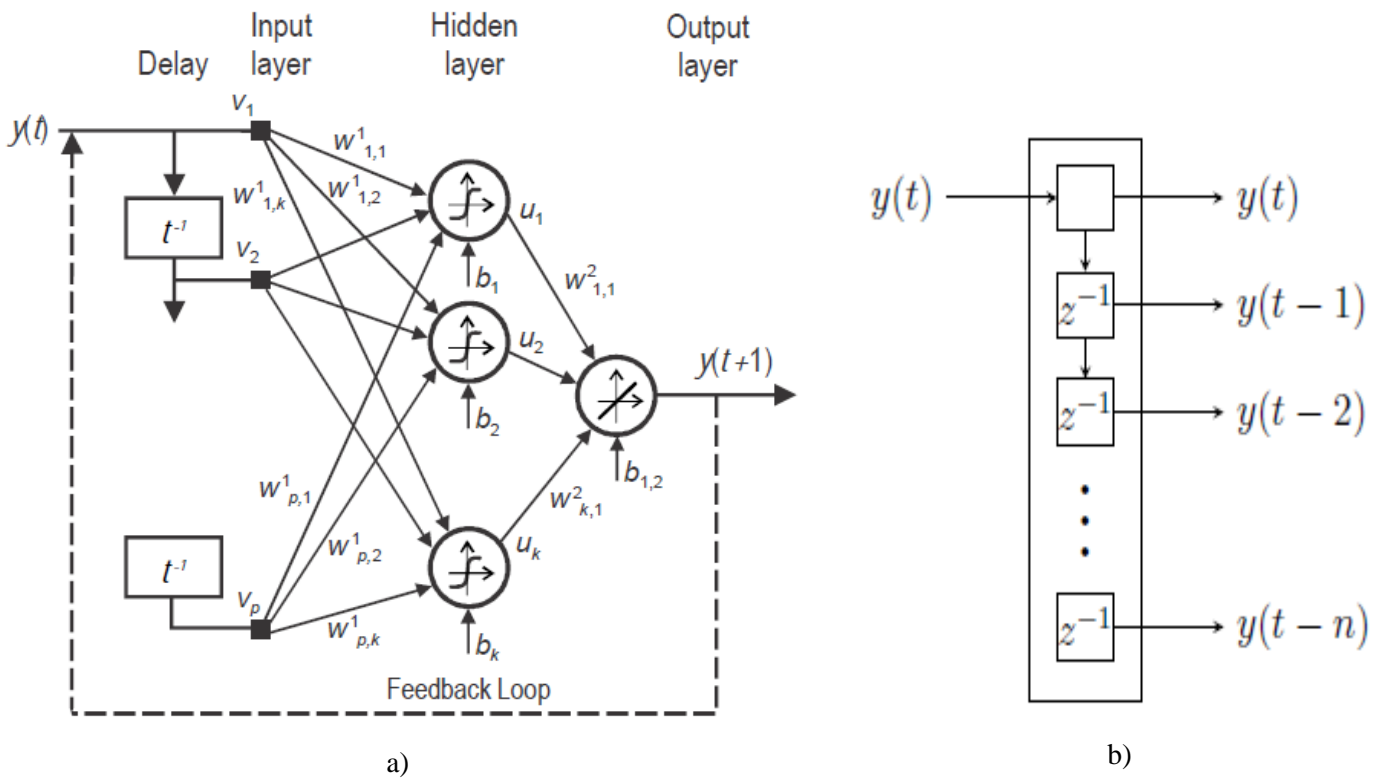 Delay
Input layer
Hidden layer
Output layer
y(t)
t⁻¹
t⁻¹
v₁
v₂
vₚ
w¹₁,₁
w¹₁,₂
w¹₁,ₖ
w¹ₚ,₁
w¹ₚ,₂
w¹ₚ,ₖ
u₁
b₁
u₂
b₂
uₖ
bₖ
w²₁,₁
w²ₖ,₁
b₁,₂
y(t+1)
Feedback Loop
a)
y(t)
y(t)
z⁻¹
y(t − 1)
z⁻¹
y(t − 2)
z⁻¹
y(t − n)
b)